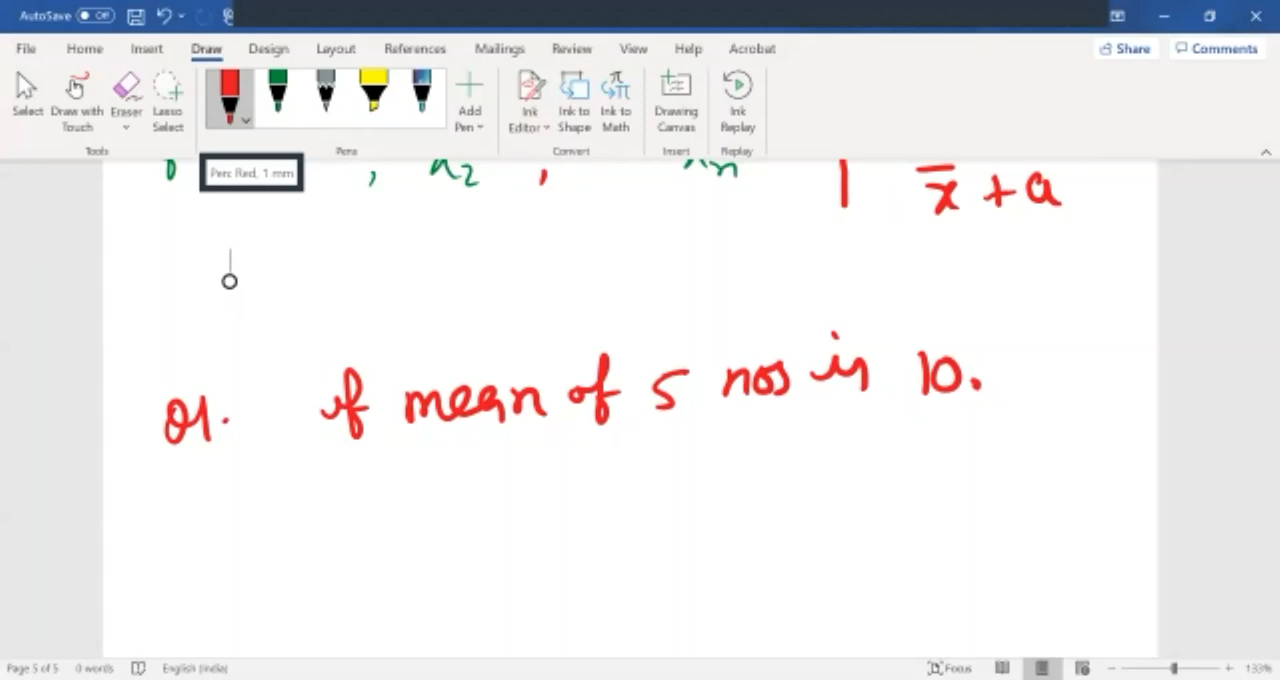 AutoSave Off
File Home Insert Draw Design Layout References Mailings Review View Help Acrobat Share Comments
Select Draw with Touch Eraser Lasso Select Add Pen Ink Editor Ink to Shape Ink to Math Drawing Canvas Ink Replay
Tools Pens Convert Insert Replay
Pen: Red, 1 mm
, x2 , xn | x̅ + a
Q1. if mean of 5 nos is 10.
Page 5 of 5 0 words English (India) Focus 133%